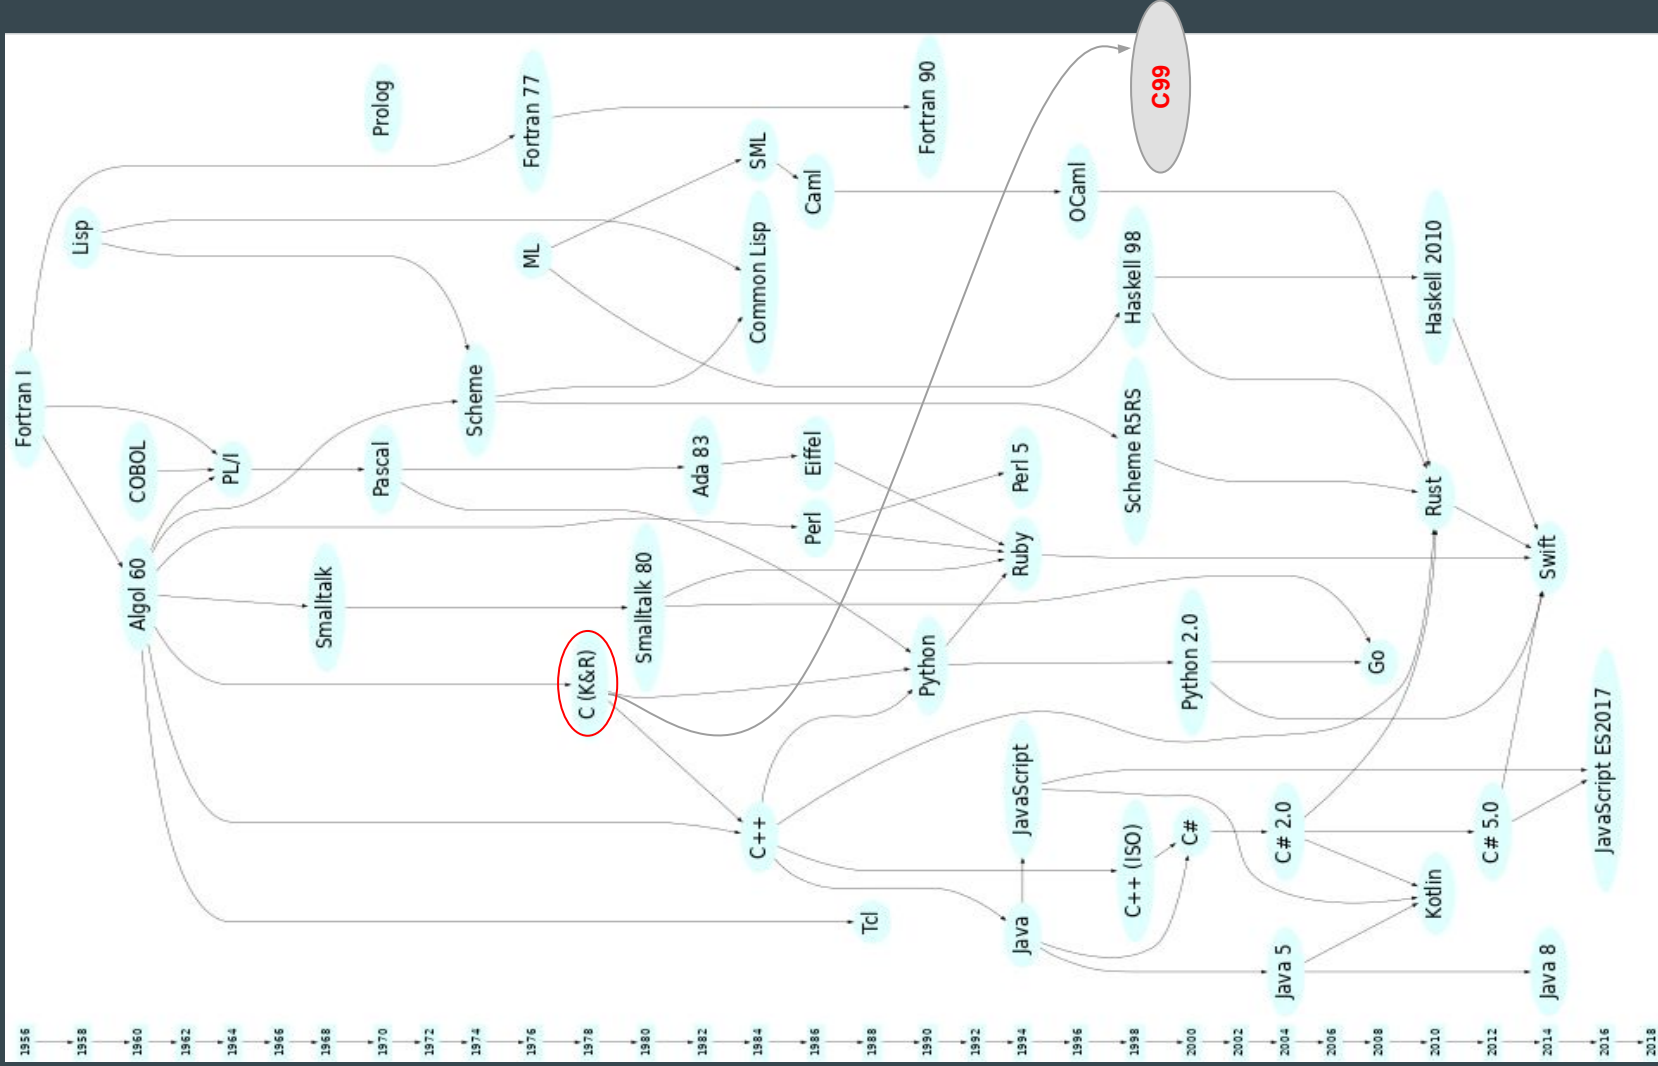 C99
Fortran 90
Fortran 77
Prolog
SML
Caml
OCaml
Lisp
ML
Common Lisp
Haskell 98
Haskell 2010
Fortran I
Scheme
Scheme R5RS
COBOL
PL/I
Pascal
Ada 83
Eiffel
Perl 5
Rust
Perl
Ruby
Swift
Algol 60
Smalltalk
Smalltalk 80
C (K&R)
Python
Python 2.0
Go
JavaScript
JavaScript ES2017
C++
C++ (ISO)
C#
C# 2.0
C# 5.0
Kotlin
Tcl
Java
Java 5
Java 8
1956
1958
1960
1962
1964
1966
1968
1970
1972
1974
1976
1978
1980
1982
1984
1986
1988
1990
1992
1994
1996
1998
2000
2002
2004
2006
2008
2010
2012
2014
2016
2018